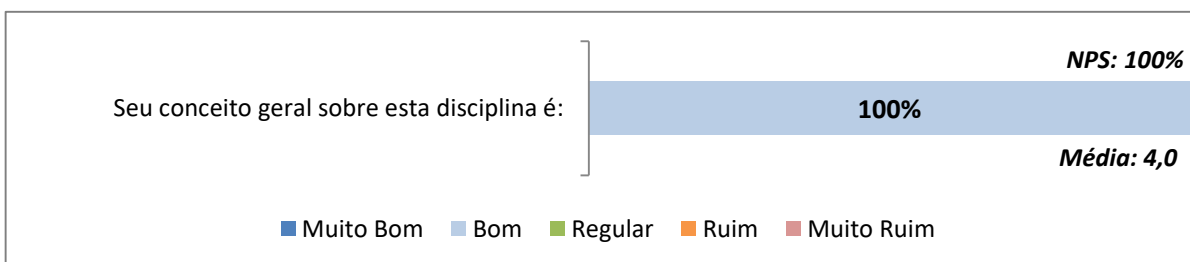 NPS: 100%
Seu conceito geral sobre esta disciplina é:
100%
Média: 4,0
Muito Bom Bom Regular Ruim Muito Ruim